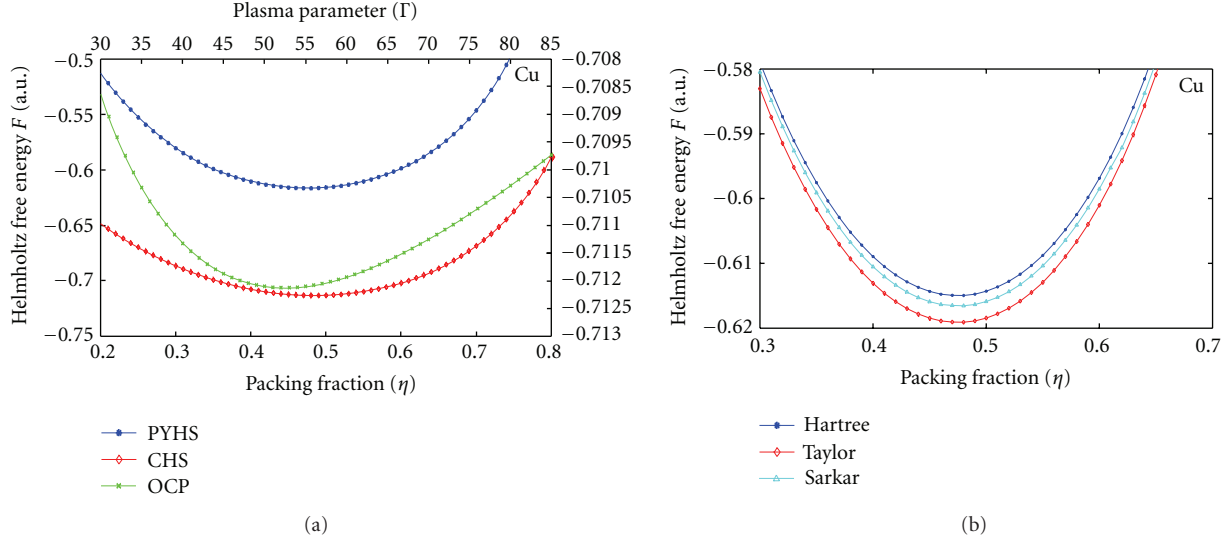 Plasma parameter (Γ)
30 35 40 45 50 55 60 65 70 75 80 85
Helmholtz free energy F (a.u.)
−0.5
−0.55
−0.6
−0.65
−0.7
−0.75
Cu
−0.708
−0.7085
−0.709
−0.7095
−0.71
−0.7105
−0.711
−0.7115
−0.712
−0.7125
−0.713
0.2 0.3 0.4 0.5 0.6 0.7 0.8
Packing fraction (η)
PYHS
CHS
OCP
(a)
Helmholtz free energy F (a.u.)
−0.58
−0.59
−0.6
−0.61
−0.62
Cu
0.3 0.4 0.5 0.6 0.7
Packing fraction (η)
Hartree
Taylor
Sarkar
(b)